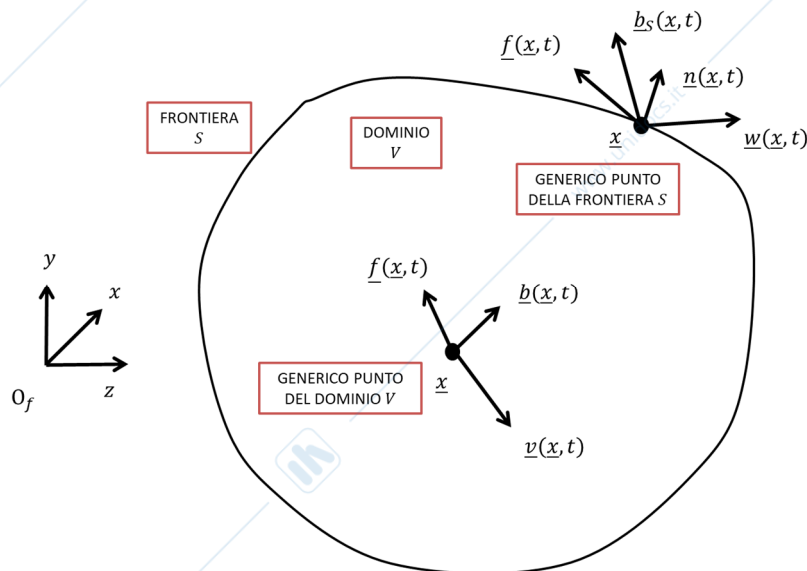 b_S(x,t)
f(x,t)
n(x,t)
FRONTIERA
S
DOMINIO
V
x
w(x,t)
GENERICO PUNTO
DELLA FRONTIERA S
y
x
f(x,t)
b(x,t)
z
O_f
GENERICO PUNTO
DEL DOMINIO V
x
v(x,t)